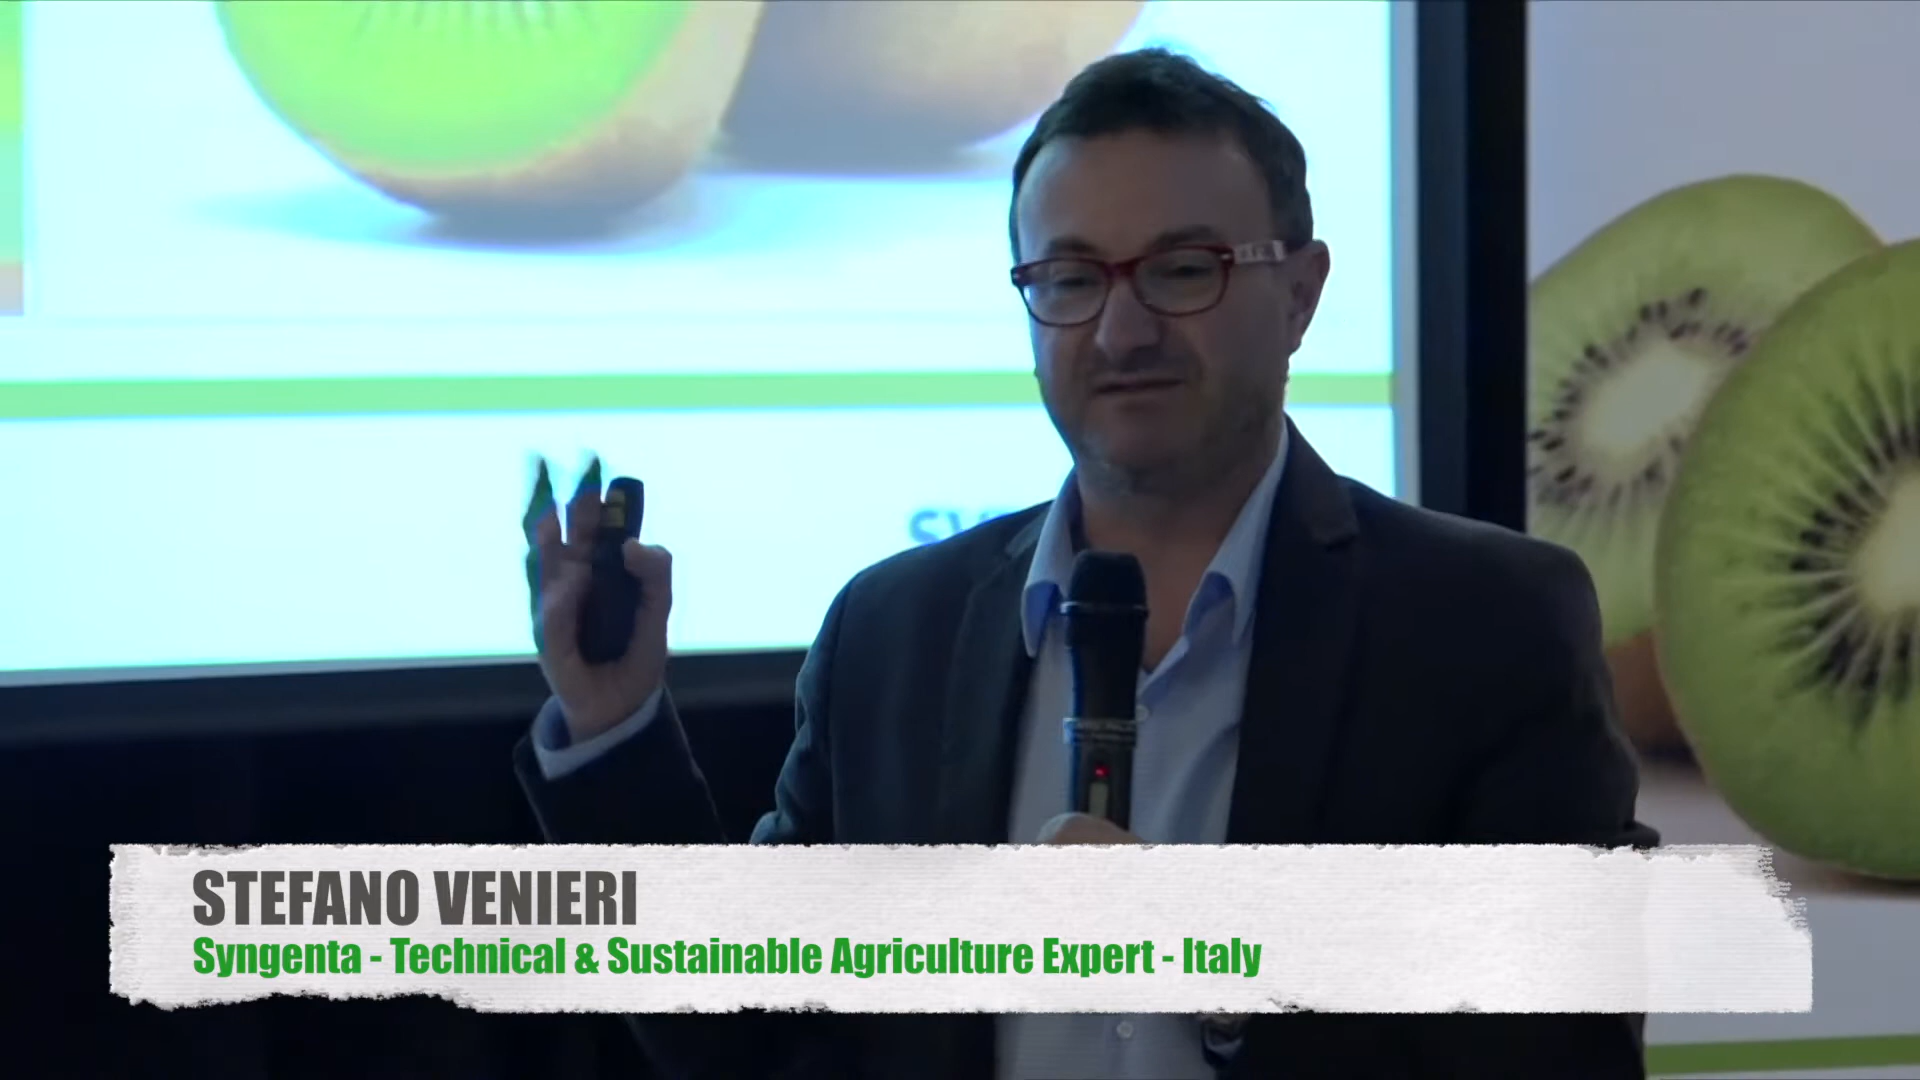 STEFANO VENIERI
Syngenta - Technical & Sustainable Agriculture Expert - Italy